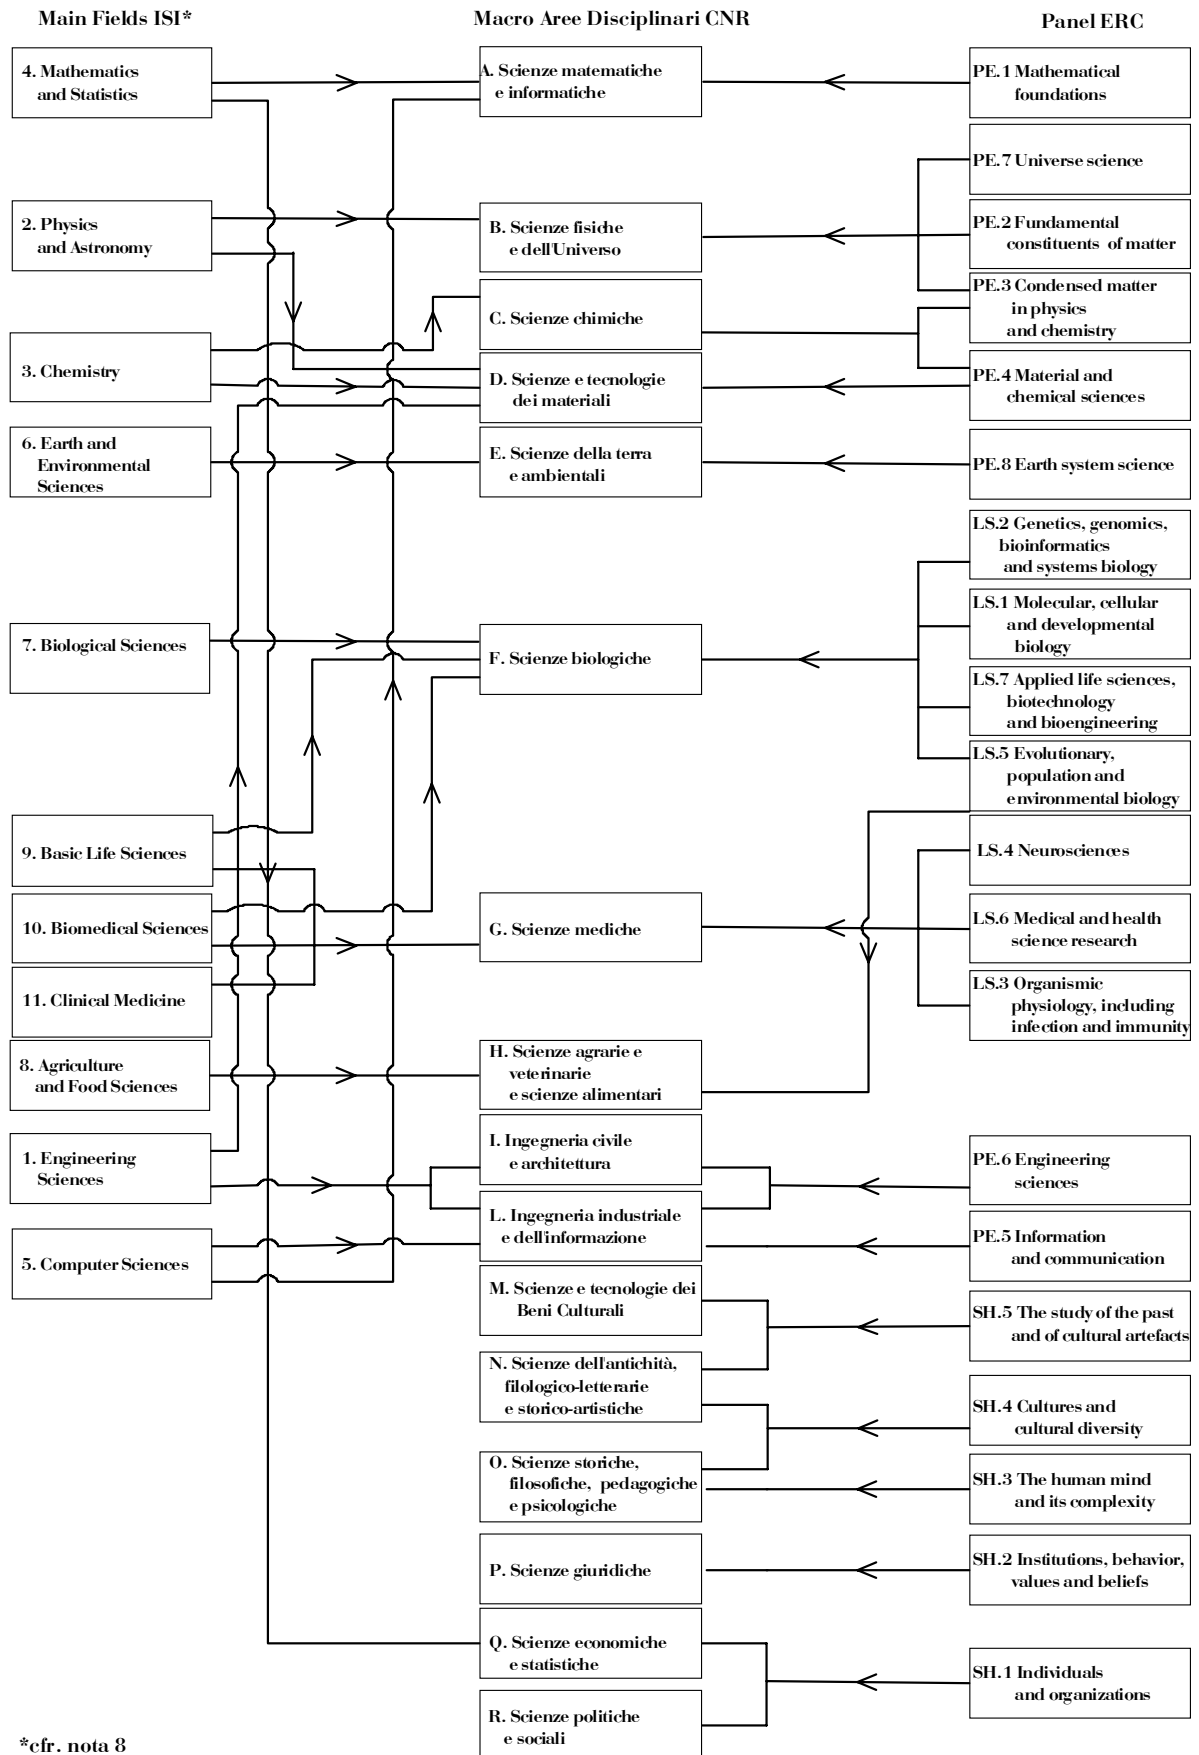 Main Fields ISI*
4. Mathematics
and Statistics
2. Physics
and Astronomy
3. Chemistry
6. Earth and
Environmental
Sciences
7. Biological Sciences
9. Basic Life Sciences
10. Biomedical Sciences
11. Clinical Medicine
8. Agriculture
and Food Sciences
1. Engineering
Sciences
5. Computer Sciences
Macro Aree Disciplinari CNR
A. Scienze matematiche
e informatiche
B. Scienze fisiche
e dell'Universo
C. Scienze chimiche
D. Scienze e tecnologie
dei materiali
E. Scienze della terra
e ambientali
F. Scienze biologiche
G. Scienze mediche
H. Scienze agrarie e
veterinarie
e scienze alimentari
I. Ingegneria civile
e architettura
L. Ingegneria industriale
e dell'informazione
M. Scienze e tecnologie dei
Beni Culturali
N. Scienze dell'antichità,
filologico-letterarie
e storico-artistiche
O. Scienze storiche,
filosofiche, pedagogiche
e psicologiche
P. Scienze giuridiche
Q. Scienze economiche
e statistiche
R. Scienze politiche
e sociali
Panel ERC
PE.1 Mathematical
foundations
PE.7 Universe science
PE.2 Fundamental
constituents of matter
PE.3 Condensed matter
in physics
and chemistry
PE.4 Material and
chemical sciences
PE.8 Earth system science
LS.2 Genetics, genomics,
bioinformatics
and systems biology
LS.1 Molecular, cellular
and developmental
biology
LS.7 Applied life sciences,
biotechnology
and bioengineering
LS.5 Evolutionary,
population and
environmental biology
LS.4 Neurosciences
LS.6 Medical and health
science research
LS.3 Organismic
physiology, including
infection and immunity
PE.6 Engineering
sciences
PE.5 Information
and communication
SH.5 The study of the past
and of cultural artefacts
SH.4 Cultures and
cultural diversity
SH.3 The human mind
and its complexity
SH.2 Institutions, behavior,
values and beliefs
SH.1 Individuals
and organizations
*cfr. nota 8